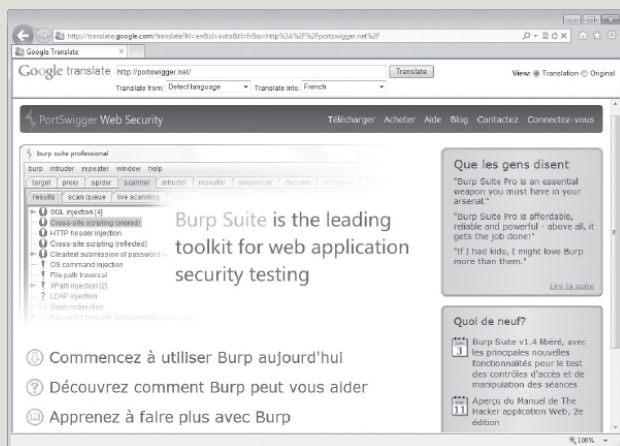 https://translate.google.com/translate?hl=en&sl=auto&tl=fr&u=http%3A%2F%2Fportswigger.net%2F
Google Translate
Google translate http://portswigger.net/ Translate View: Translation Original
Translate from: Detect language Translate into: French
PortSwigger Web Security Télécharger Acheter Aide Blog Contactez Connectez-vous
burp suite professional
burp intruder repeater window help
target proxy spider scanner intruder repeater sequencer decoder
results scan queue live scanning
SQL injection [4]
Cross-site scripting (stored)
HTTP header injection
Cross-site scripting (reflected)
Cleartext submission of password
OS command injection
File path traversal
XPath injection [2]
LDAP injection
Open redirection
Burp Suite is the leading
toolkit for web application
security testing
Commencez à utiliser Burp aujourd'hui
Découvrez comment Burp peut vous aider
Apprenez à faire plus avec Burp
Que les gens disent
"Burp Suite Pro is an essential
weapon you must have in your
arsenal."
"Burp Suite Pro is affordable,
reliable and powerful - above all, it
gets the job done!"
"If I had kids, I might love Burp
more than them."
Lire la suite
Quoi de neuf?
3 Burp Suite v1.4 libéré, avec
les principales nouvelles
fonctionnalités pour le test
des contrôles d'accès et de
manipulation des séances
11 Aperçu du Manuel de The
Hacker application Web, 2e
édition
100%